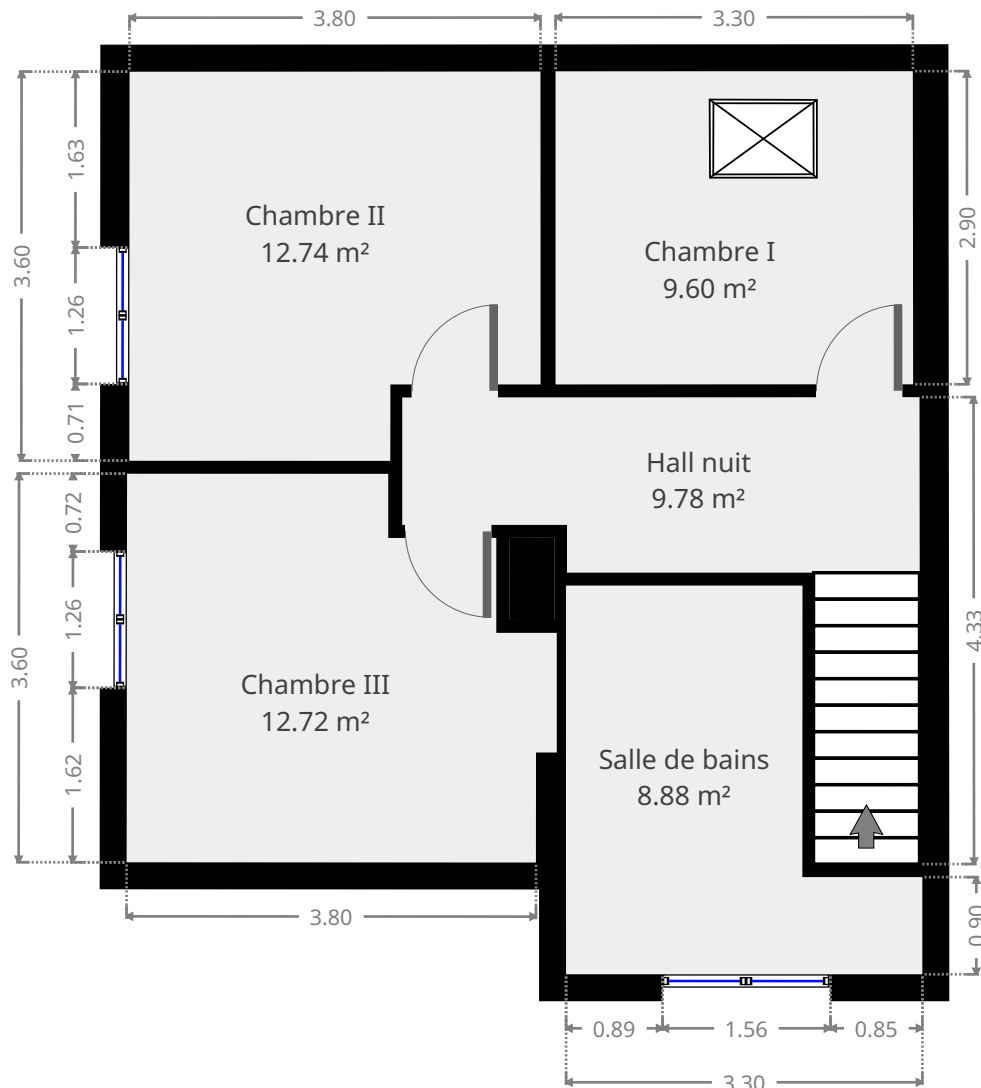 3.80
3.30
1.63
3.60
1.26
0.71
2.90
Chambre II
12.74 m²
Chambre I
9.60 m²
Hall nuit
9.78 m²
0.72
1.26
3.60
1.62
4.33
Chambre III
12.72 m²
Salle de bains
8.88 m²
0.90
3.80
0.89
1.56
0.85
3.30